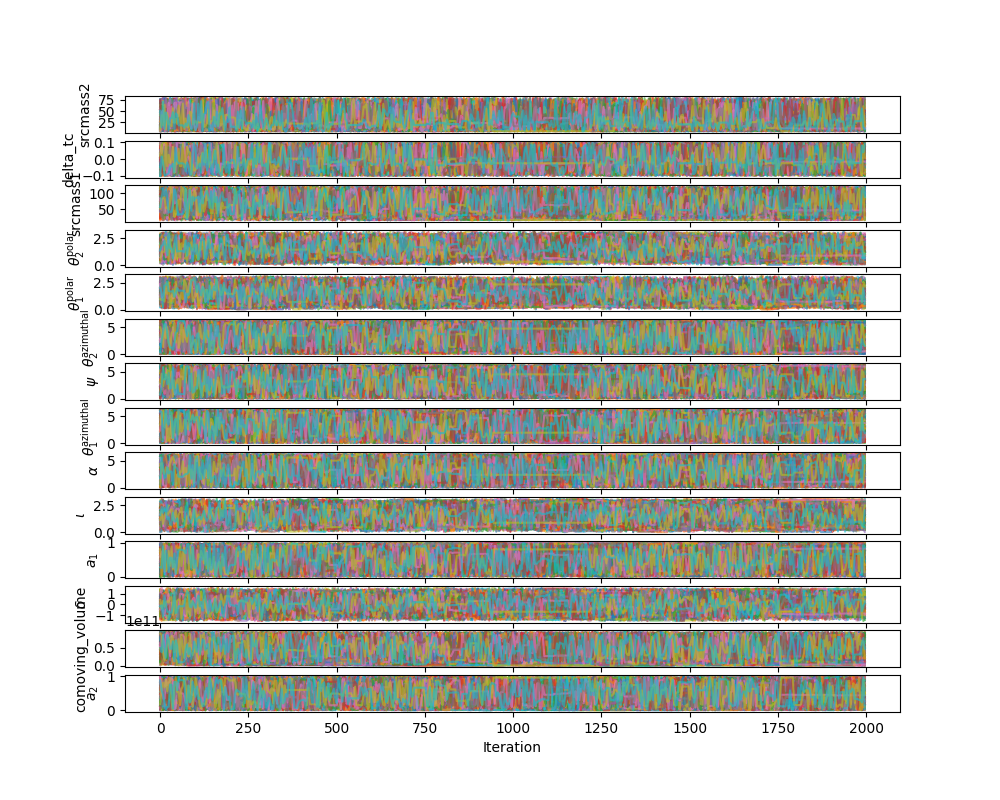 srcmass2
75
50
25
delta_tc
0.1
0.0
−0.1
srcmass1
100
50
θ₂^polar
2.5
0.0
θ₁^polar
2.5
0.0
θ₂^azimuthal
5
0
ψ
5
0
θ₁^azimuthal
5
0
α
5
0
ι
2.5
0.0
a₁
1
0
1
0
−1
1e11
comoving_volume
0.5
0.0
a₂
1
0
0 250 500 750 1000 1250 1500 1750 2000
Iteration